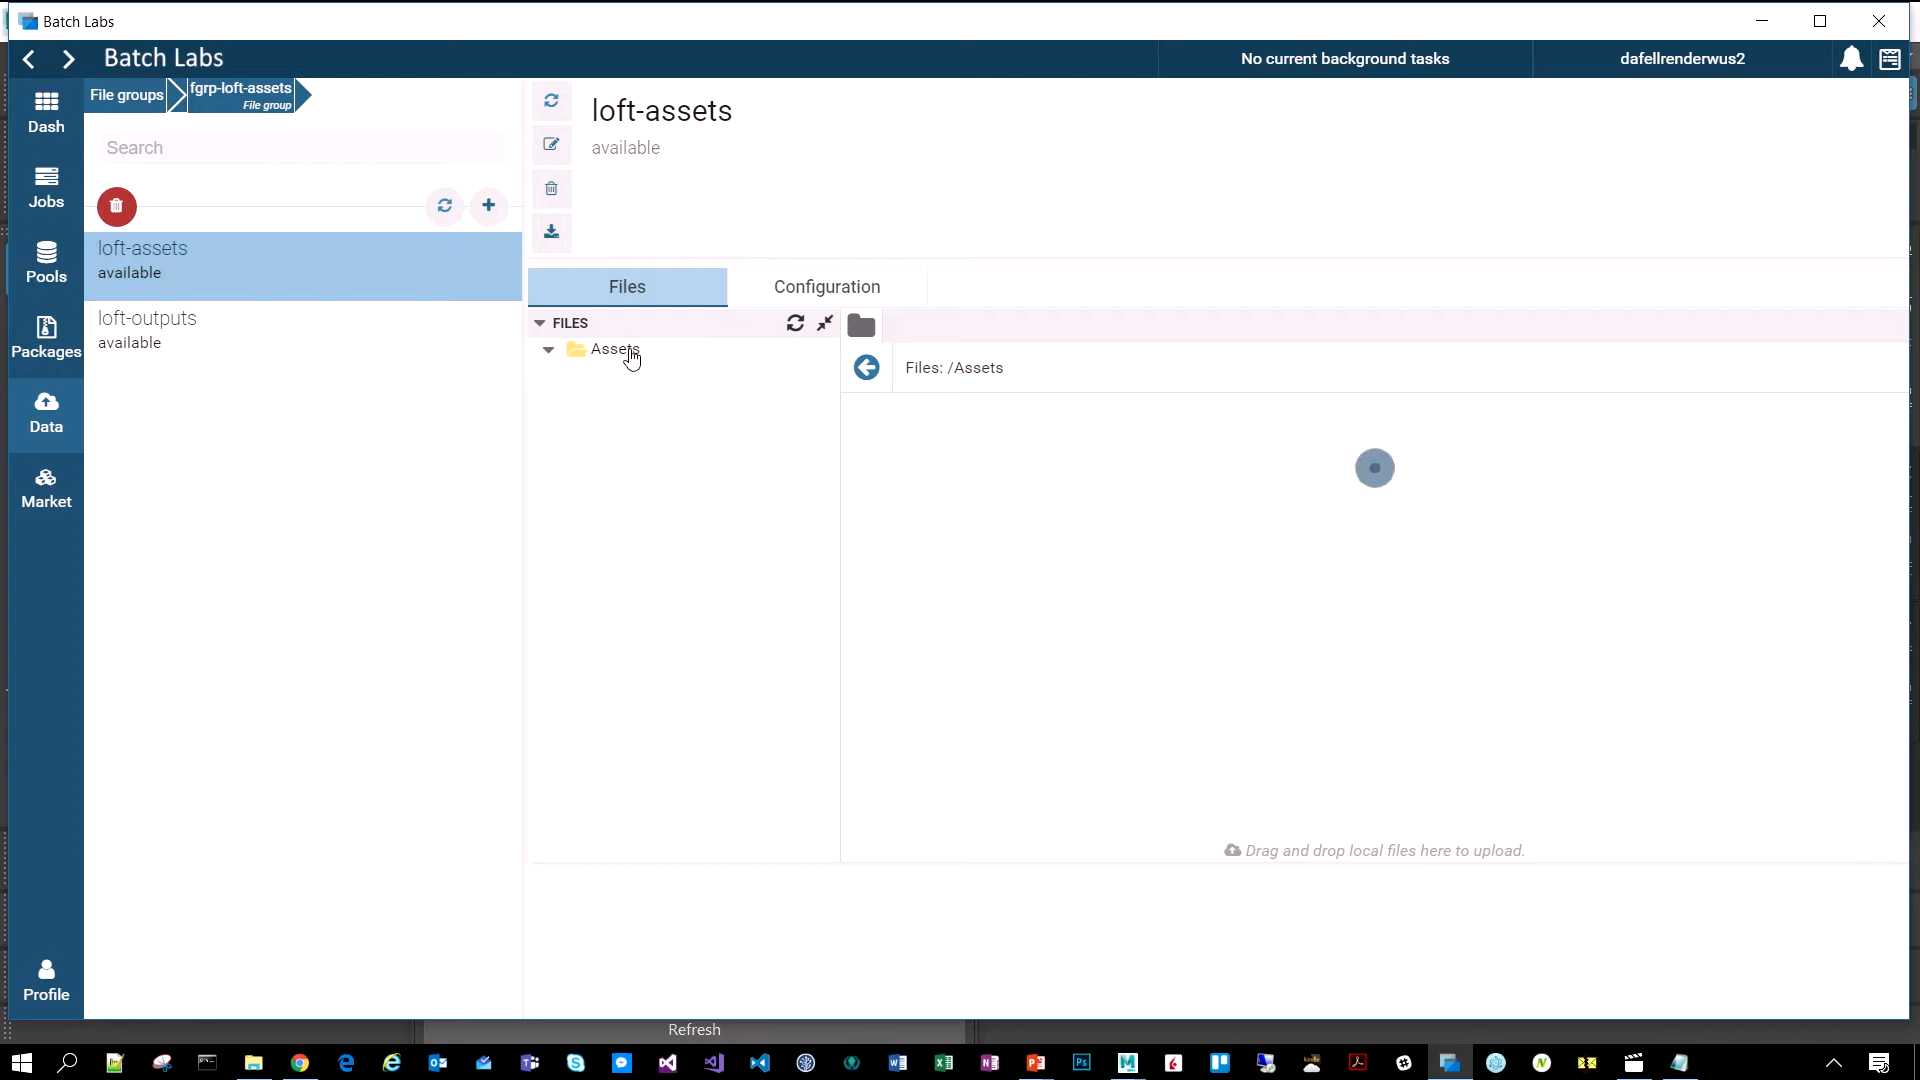 Batch Labs
Batch Labs
No current background tasks
dafellrenderwus2
Dash
Jobs
Pools
Packages
Data
Market
Profile
File groups
fgrp-loft-assets
File group
Search
loft-assets
available
loft-outputs
available
loft-assets
available
Files
Configuration
FILES
Assets
Files: /Assets
Drag and drop local files here to upload.
Refresh